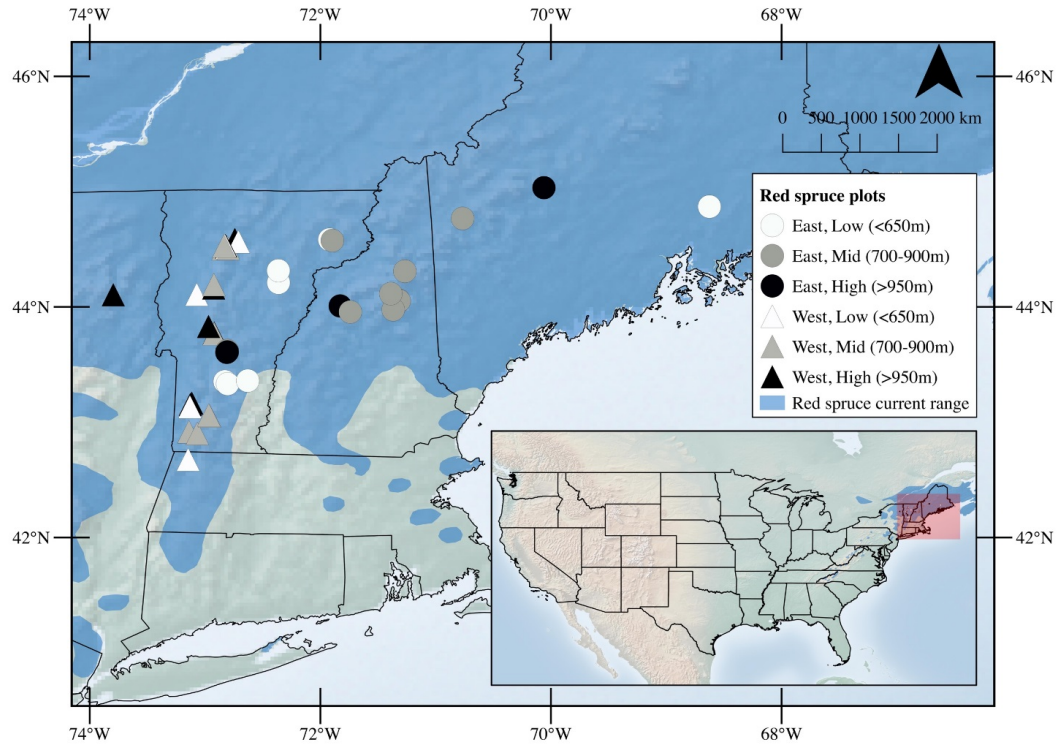 74°W 72°W 70°W 68°W
46°N 46°N
0 500 1000 1500 2000 km
Red spruce plots
East, Low (<650m)
East, Mid (700-900m)
East, High (>950m)
West, Low (<650m)
West, Mid (700-900m)
West, High (>950m)
Red spruce current range
44°N 44°N
42°N 42°N
74°W 72°W 70°W 68°W